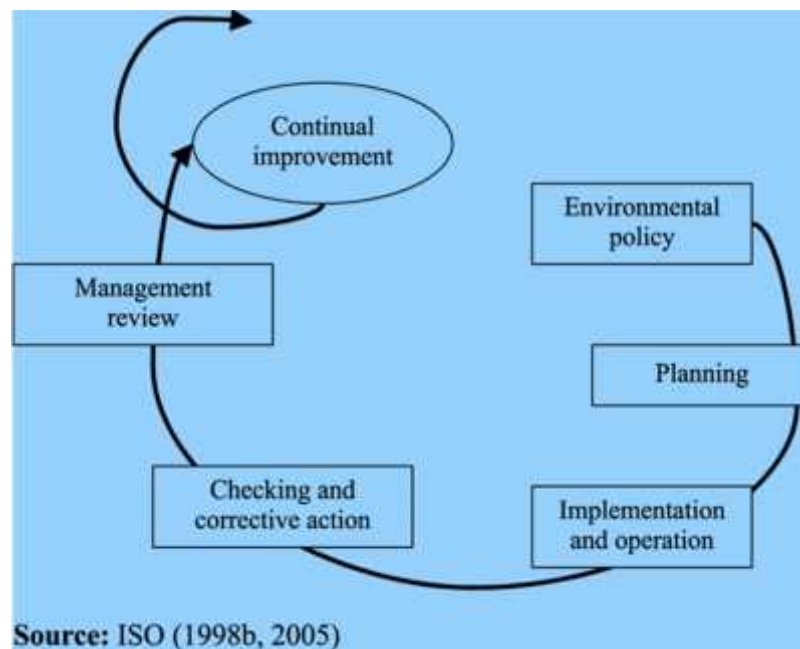 Continual
improvement
Environmental
policy
Management
review
Planning
Checking and
corrective action
Implementation
and operation
Source: ISO (1998b, 2005)